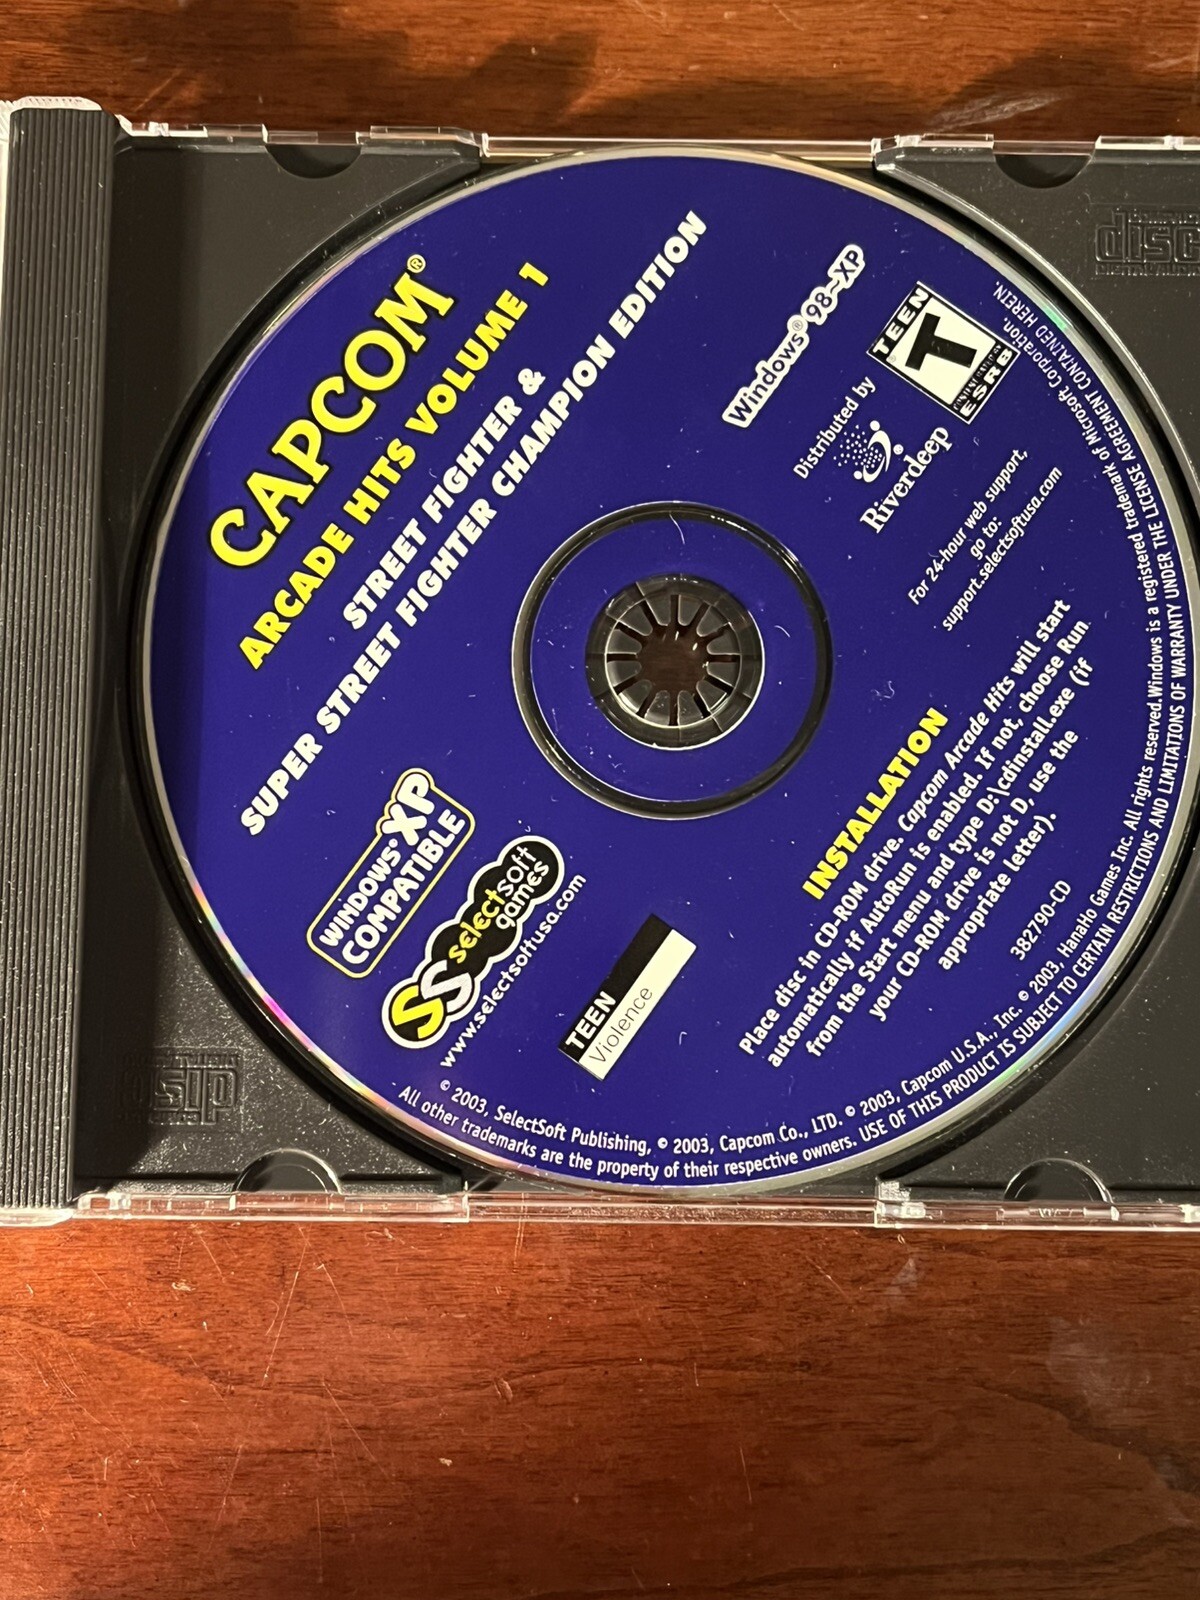 CAPCOM®
ARCADE HITS VOLUME 1
STREET FIGHTER &
SUPER STREET FIGHTER CHAMPION EDITION
Windows® 98~XP
TEEN
T
ESRB
Distributed by
Riverdeep
For 24-hour web support,
go to:
support.selectsoftusa.com
WINDOWS® XP
COMPATIBLE
SS selectsoft
games
www.selectsoftusa.com
TEEN
Violence
INSTALLATION
Place disc in CD-ROM drive. Capcom Arcade Hits will start
automatically if AutoRun is enabled. If not, choose Run
from the Start menu and type D:\cdinstall.exe (if
your CD-ROM drive is not D, use the
appropriate letter).
382790-CD
© 2003, SelectSoft Publishing, © 2003, Capcom Co., LTD. © 2003, Capcom U.S.A., Inc. © 2003, HanaHo Games Inc. All rights reserved.Windows is a registered trademark of Microsoft Corporation.
All other trademarks are the property of their respective owners. USE OF THIS PRODUCT IS SUBJECT TO CERTAIN RESTRICTIONS AND LIMITATIONS OF WARRANTY UNDER THE LICENSE AGREEMENT CONTAINED HEREIN.
disc
disc